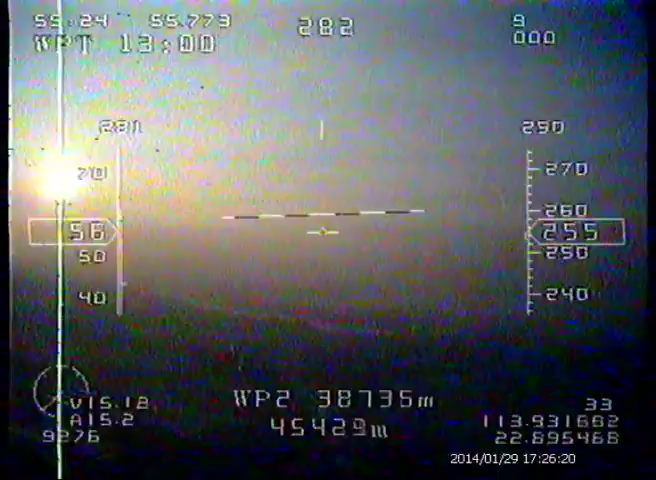 55.24 55.773 282 9
WPT 13:00 000
281 250
70 270
260
56 255
50 250
40 240
WP2 38735m 33
V15.18 113.931682
A15.2 45429m 22.895468
9276
2014/01/29 17:26:20